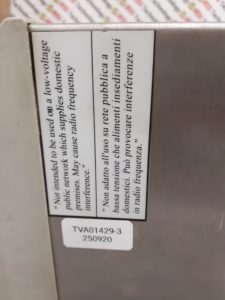 "Not intended to be used on a low-voltage
public network which supplies domestic
premises. May cause radio frequency
interference."
"Non adatto all'uso su rete pubblica a
bassa tensione che alimenti insediamenti
domestici. Può provocare interferenze
in radio frequenza."
TVA01429-3
250920